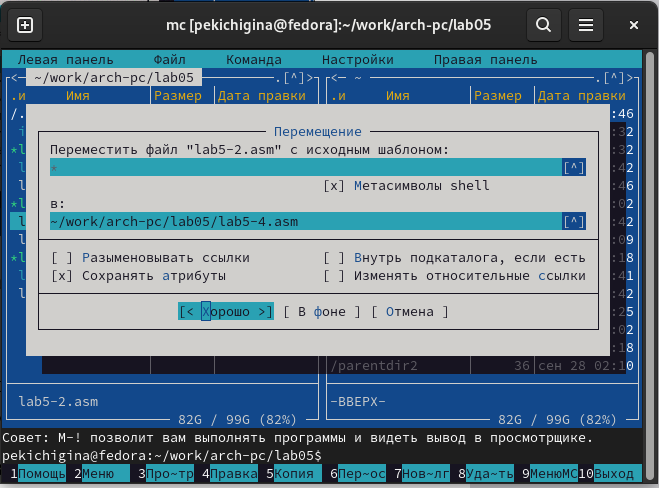 mc [pekichigina@fedora]:~/work/arch-pc/lab05
Левая панель Файл Команда Настройки Правая панель
<— ~/work/arch-pc/lab05 .[^]> <— ~ .[^]>
.и Имя Размер Дата правки .и Имя Размер Дата правки
/. :46
Перемещение
Переместить файл "lab5-2.asm" с исходным шаблоном:
* [^]
[x] Метасимволы shell
в:
~/work/arch-pc/lab05/lab5-4.asm [^]
[ ] Разыменовывать ссылки [ ] Внутрь подкаталога, если есть
[x] Сохранять атрибуты [ ] Изменять относительные ссылки
[< Хорошо >] [ В фоне ] [ Отмена ]
/parentdir2 36 сен 28 02:10
lab5-2.asm -ВВЕРХ-
82G / 99G (82%) 82G / 99G (82%)
Совет: M-! позволит вам выполнять программы и видеть вывод в просмотрщике.
pekichigina@fedora:~/work/arch-pc/lab05$
1Помощь 2Меню 3Про~тр 4Правка 5Копия 6Пер~ос 7Нов~лг 8Уда~ть 9МенюMC 10Выход